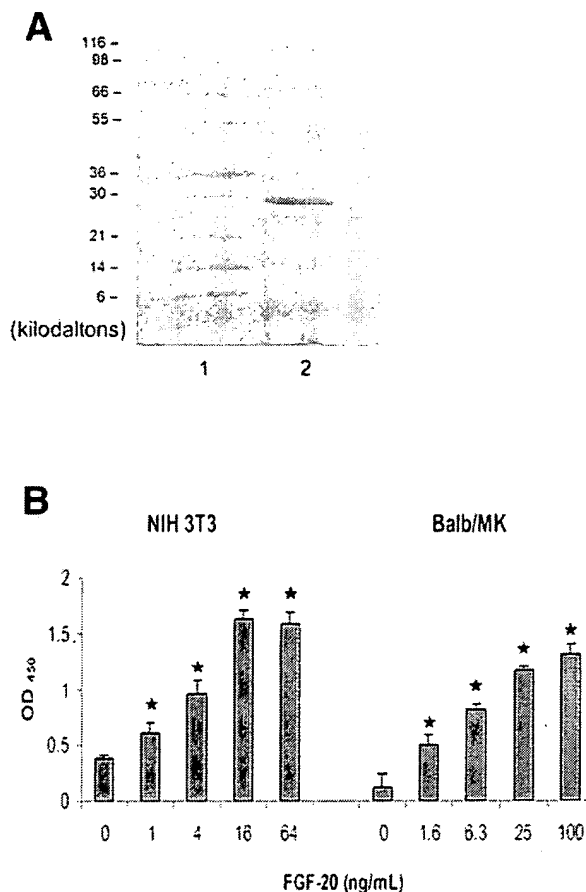 A
116 –
98 –
66 –
55 –
36 –
30 –
21 –
14 –
6 –
(kilodaltons)
1 2
B
NIH 3T3 Balb/MK
2
1.5
1
0.5
0
OD 450
0 1 4 16 64 0 1.6 6.3 25 100
★ ★ ★ ★ ★ ★ ★ ★
FGF-20 (ng/mL)